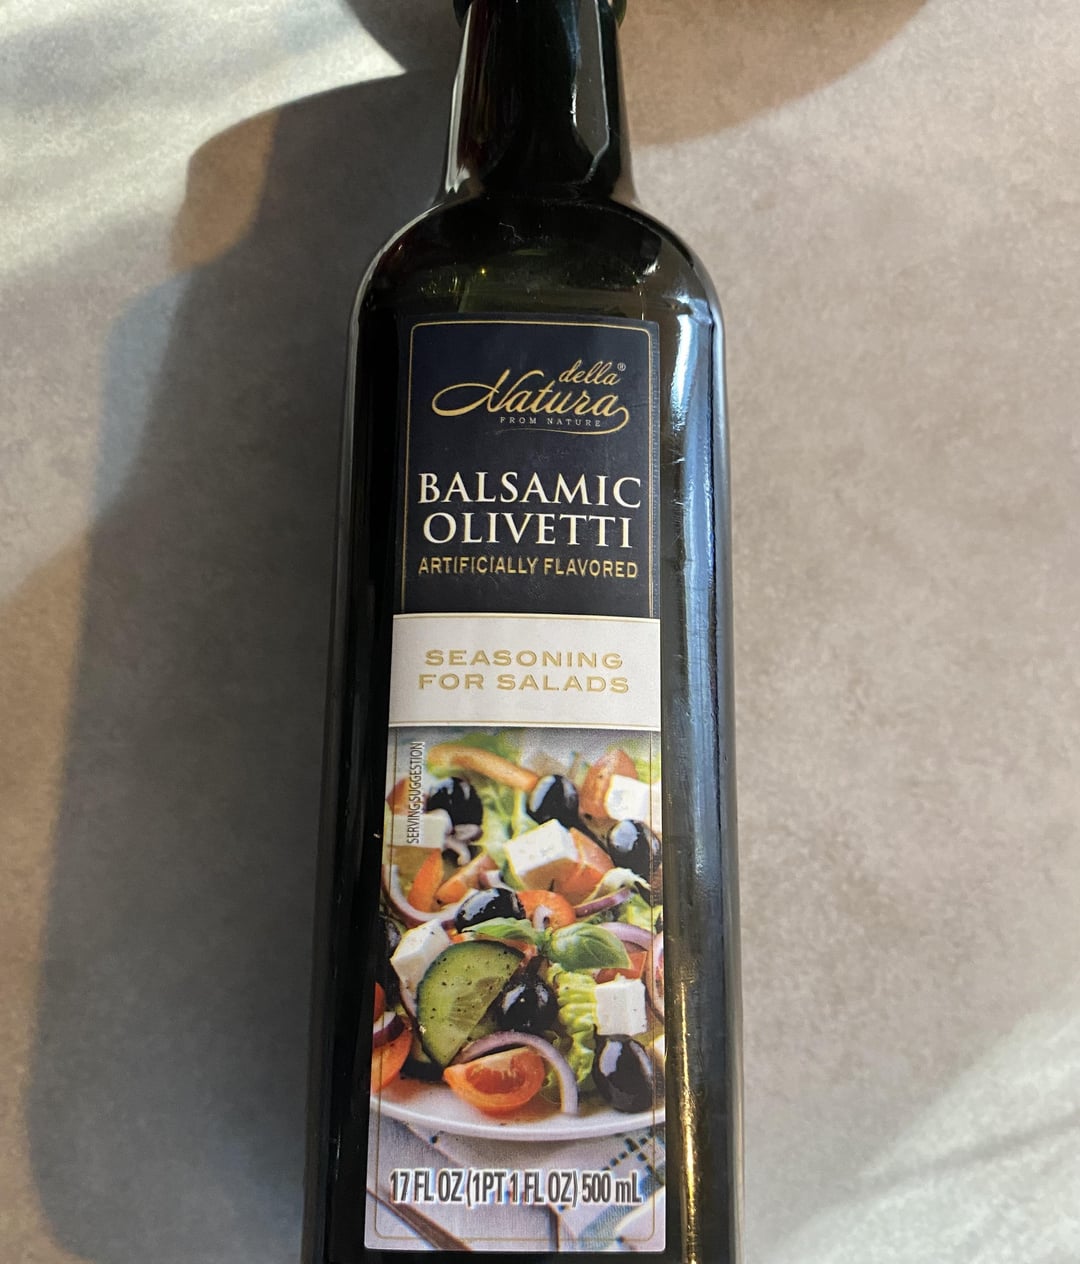 della®
Natura
FROM NATURE
BALSAMIC
OLIVETTI
ARTIFICIALLY FLAVORED
SEASONING
FOR SALADS
SERVING SUGGESTION
17 FL OZ (1PT 1 FL OZ) 500 mL